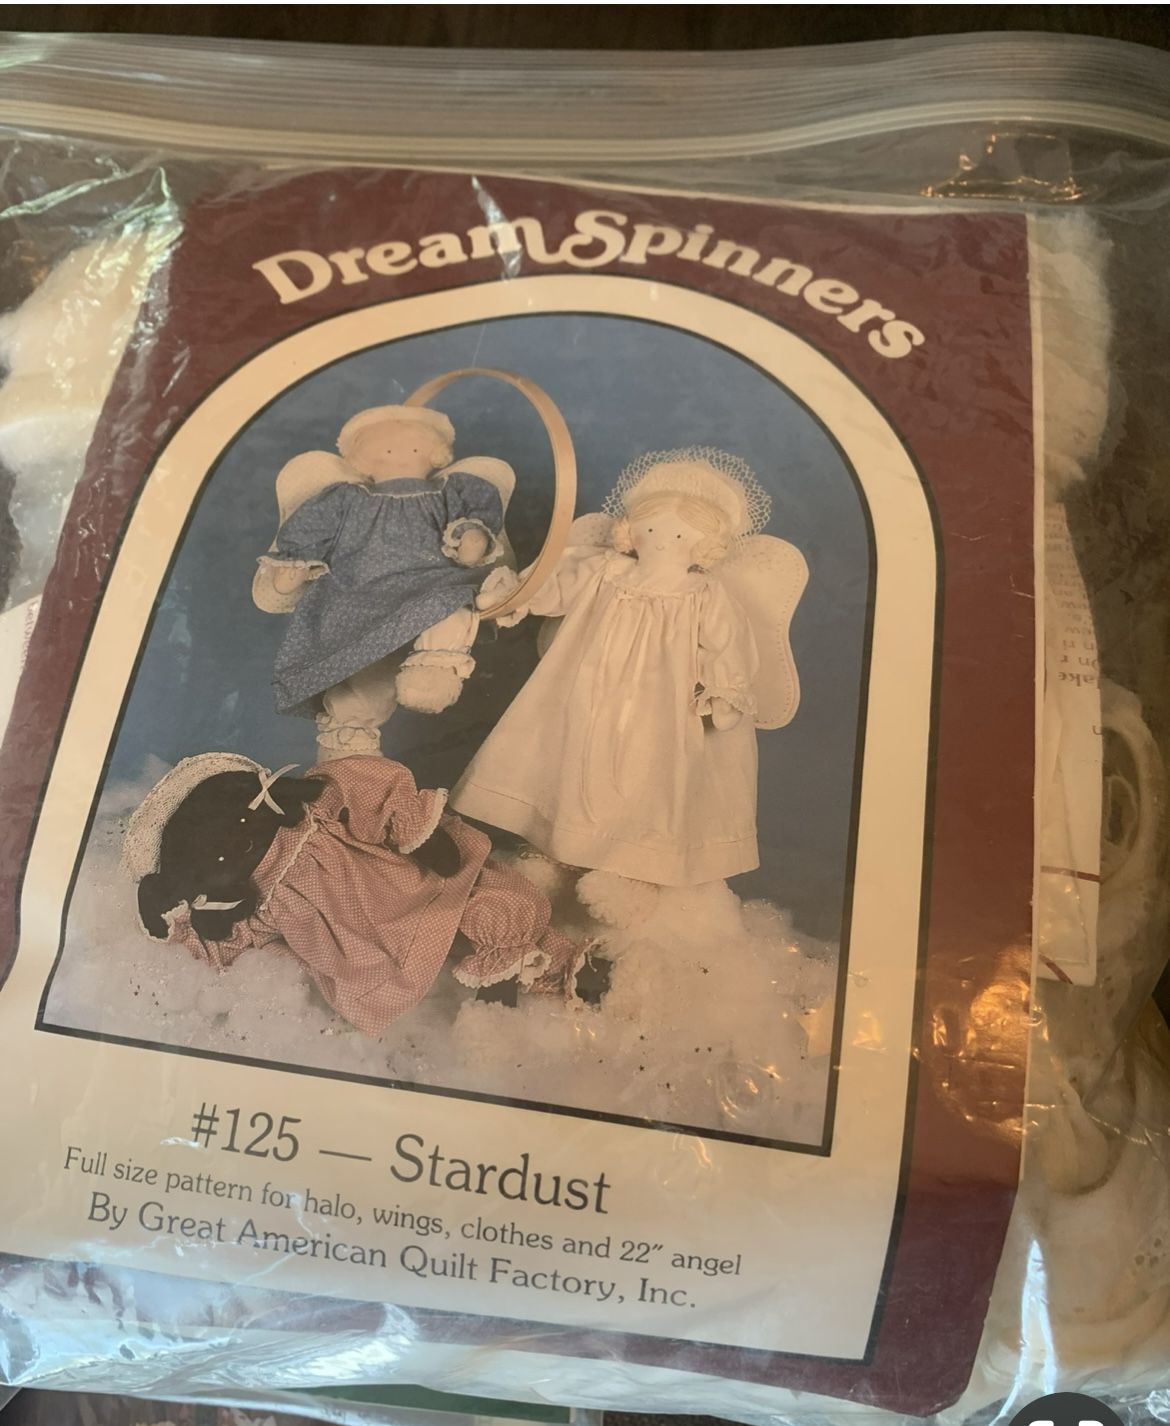 Dream Spinners
#125 — Stardust
Full size pattern for halo, wings, clothes and 22″ angel
By Great American Quilt Factory, Inc.